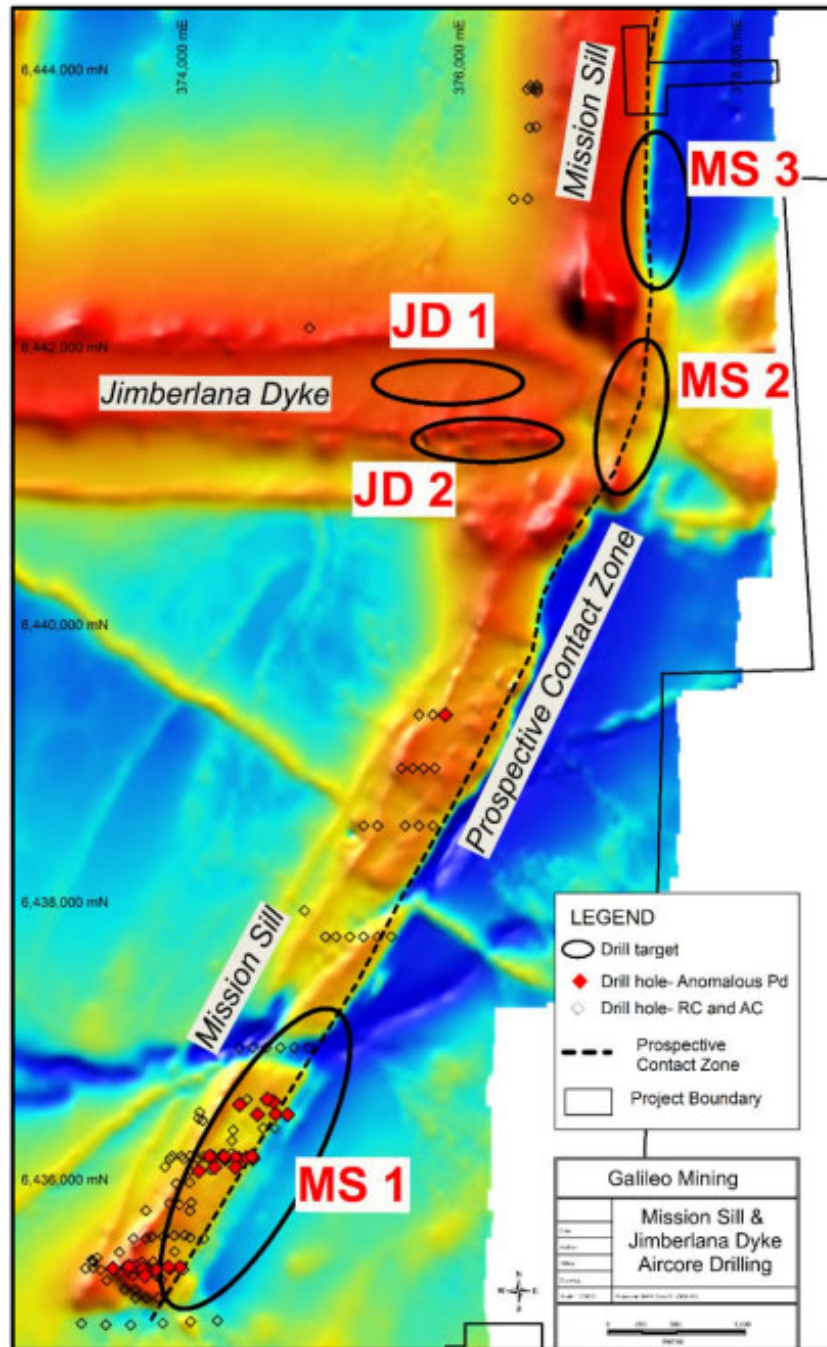 6,444,000 mN
374,000 mE
376,000 mE
378,000 mE
Mission Sill
MS 3
JD 1
6,442,000 mN
MS 2
Jimberlana Dyke
JD 2
6,440,000 mN
Prospective Contact Zone
6,438,000 mN
Mission Sill
LEGEND
Drill target
Drill hole- Anomalous Pd
Drill hole- RC and AC
Prospective
Contact Zone
Project Boundary
6,436,000 mN
MS 1
Galileo Mining
Mission Sill &
Jimberlana Dyke
Aircore Drilling
N
W E
S